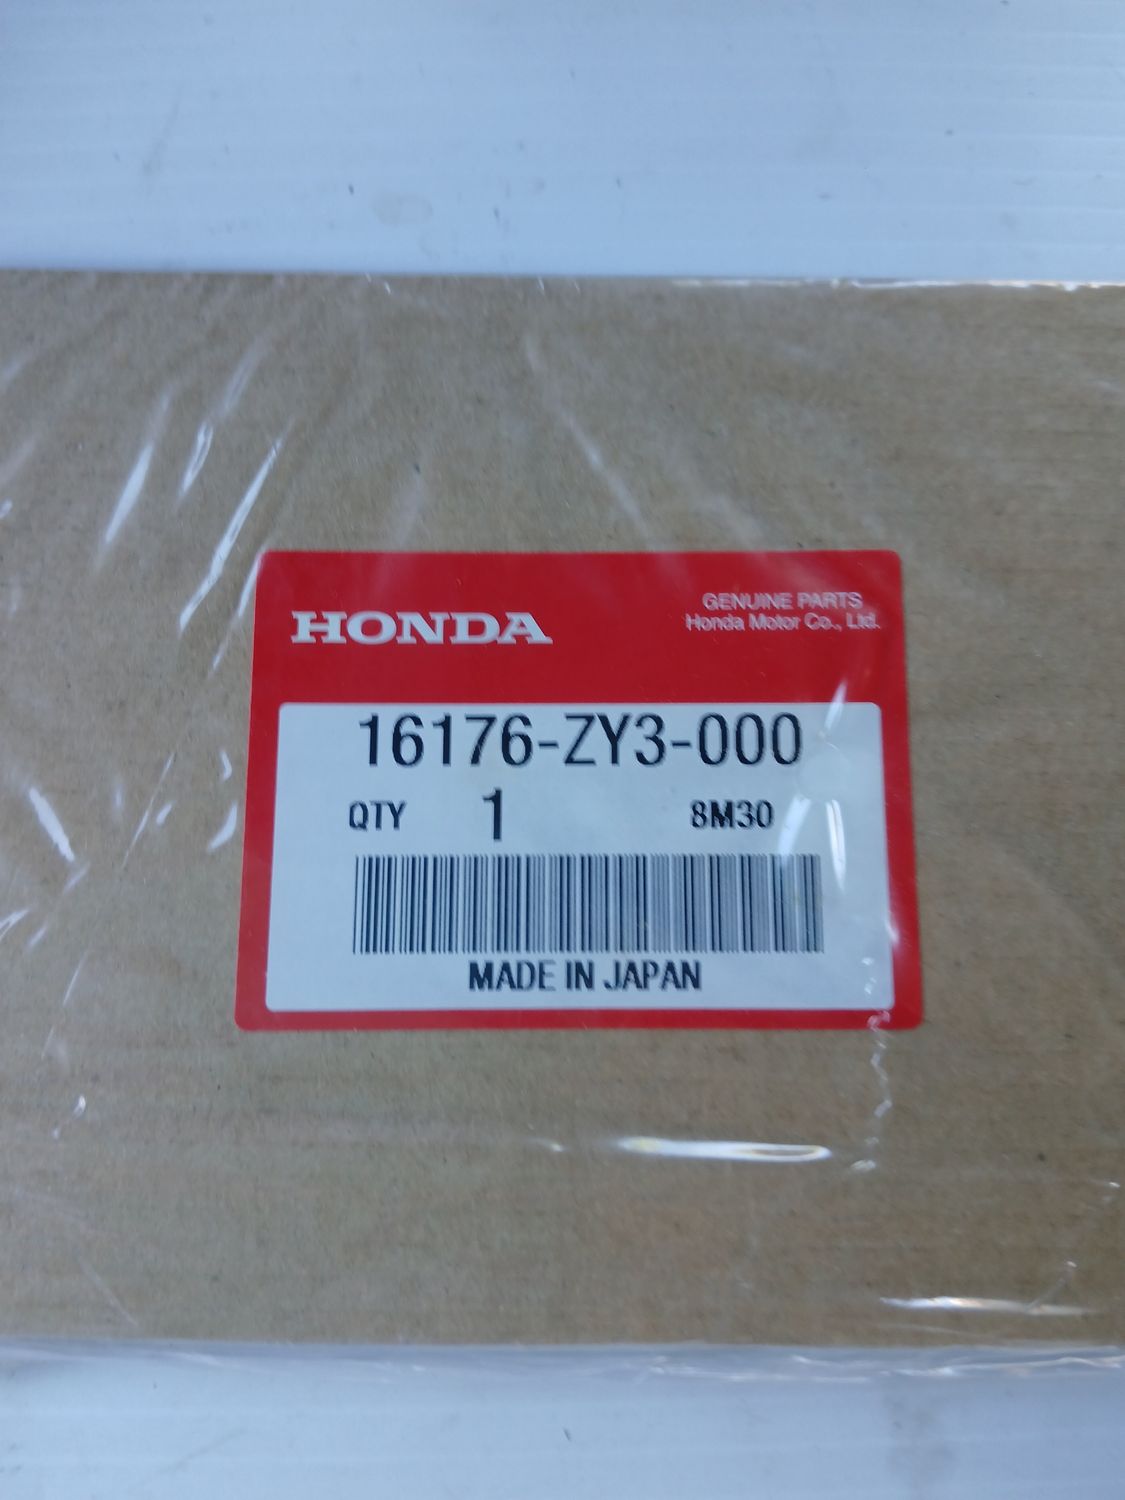 HONDA
GENUINE PARTS
Honda Motor Co., Ltd.
16176-ZY3-000
QTY 1 8M30
MADE IN JAPAN